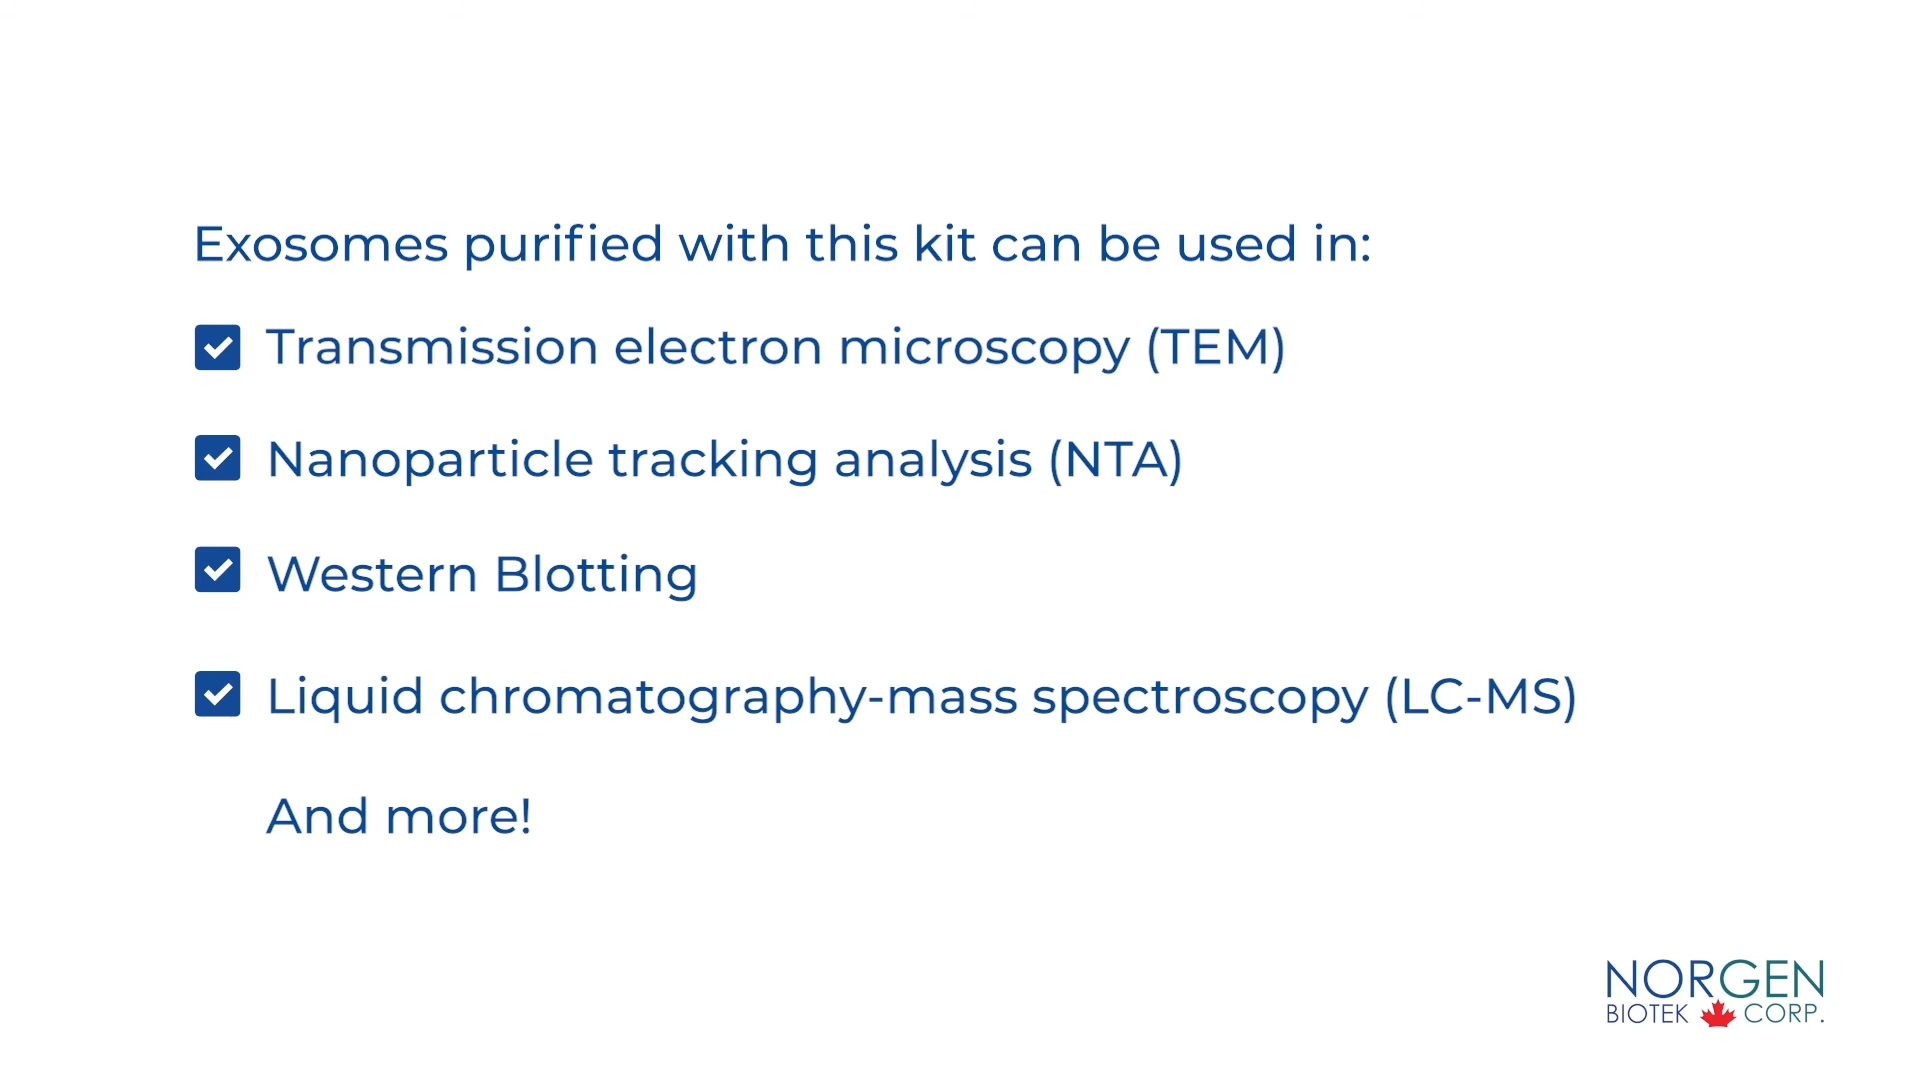 Exosomes purified with this kit can be used in:
Transmission electron microscopy (TEM)
Nanoparticle tracking analysis (NTA)
Western Blotting
Liquid chromatography-mass spectroscopy (LC-MS)
And more!
NORGEN
BIOTEK CORP.